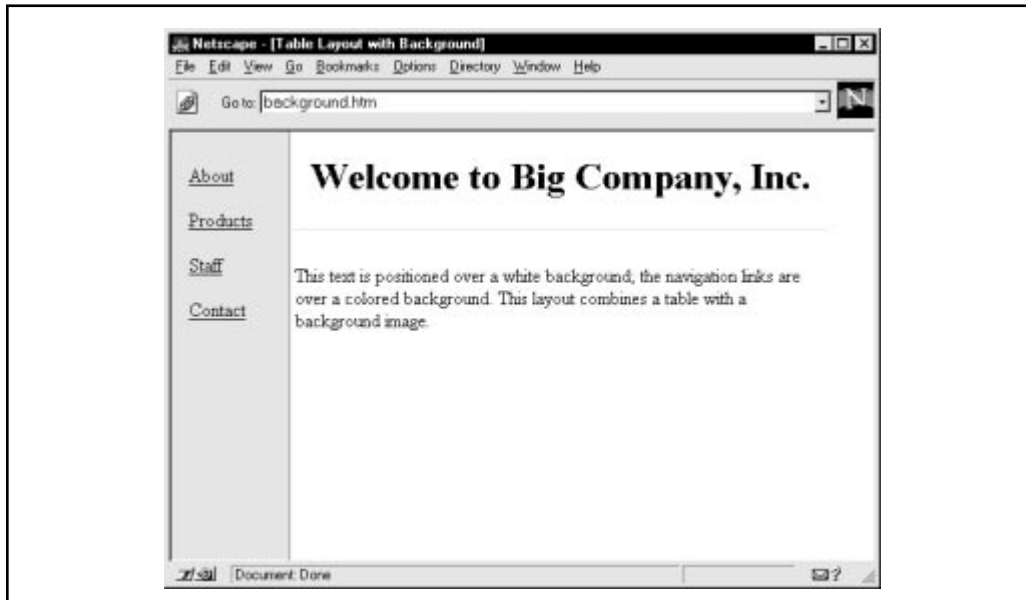 Netscape - [Table Layout with Background]
File Edit View Go Bookmarks Options Directory Window Help
Go to: background.htm
N
About
Products
Staff
Contact
Welcome to Big Company, Inc.
This text is positioned over a white background, the navigation links are
over a colored background. This layout combines a table with a
background image.
Document: Done
?